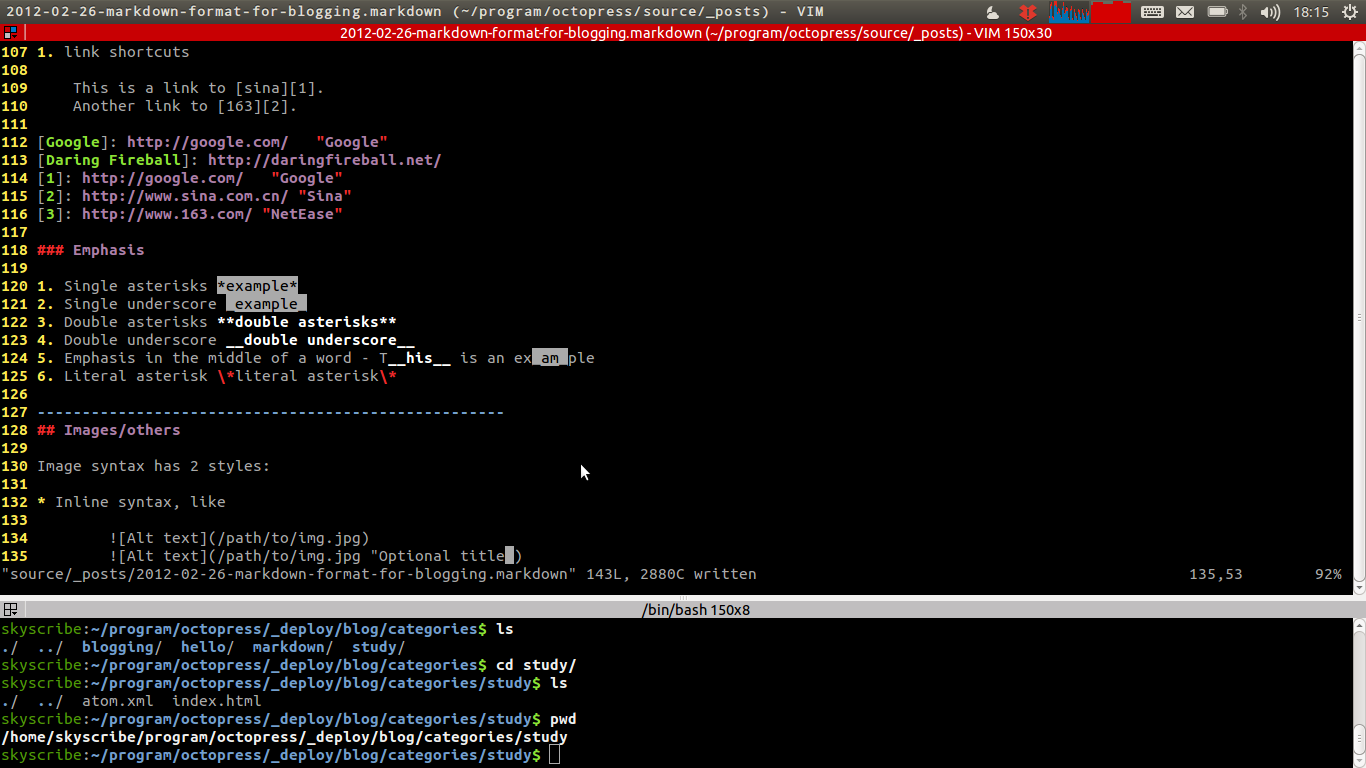 2012-02-26-markdown-format-for-blogging.markdown (~/program/octopress/source/_posts) - VIM
18:15
2012-02-26-markdown-format-for-blogging.markdown (~/program/octopress/source/_posts) - VIM 150x30
107 1. link shortcuts
108
109     This is a link to [sina][1].
110     Another link to [163][2].
111
112 [Google]: http://google.com/   "Google"
113 [Daring Fireball]: http://daringfireball.net/
114 [1]: http://google.com/   "Google"
115 [2]: http://www.sina.com.cn/ "Sina"
116 [3]: http://www.163.com/ "NetEase"
117
118 ### Emphasis
119
120 1. Single asterisks *example*
121 2. Single underscore _example_
122 3. Double asterisks **double asterisks**
123 4. Double underscore __double underscore__
124 5. Emphasis in the middle of a word - T__his__ is an ex_am_ple
125 6. Literal asterisk \*literal asterisk\*
126
127 ----------------------------------------------------
128 ## Images/others
129
130 Image syntax has 2 styles:
131
132 * Inline syntax, like
133
134         ![Alt text](/path/to/img.jpg)
135         ![Alt text](/path/to/img.jpg "Optional title")
"source/_posts/2012-02-26-markdown-format-for-blogging.markdown" 143L, 2880C written 135,53 92%
/bin/bash 150x8
skyscribe:~/program/octopress/_deploy/blog/categories$ ls
./  ../  blogging/  hello/  markdown/  study/
skyscribe:~/program/octopress/_deploy/blog/categories$ cd study/
skyscribe:~/program/octopress/_deploy/blog/categories/study$ ls
./  ../  atom.xml  index.html
skyscribe:~/program/octopress/_deploy/blog/categories/study$ pwd
/home/skyscribe/program/octopress/_deploy/blog/categories/study
skyscribe:~/program/octopress/_deploy/blog/categories/study$